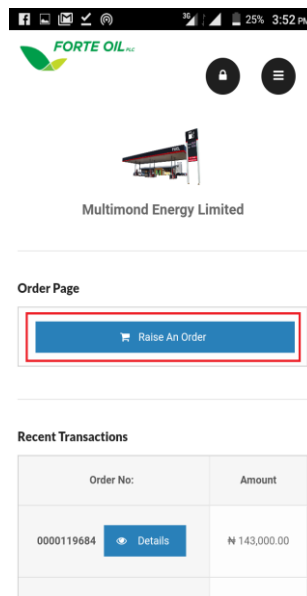 3G 25% 3:52 PM
FORTE OIL PLC
Multimond Energy Limited
Order Page
Raise An Order
Recent Transactions
Order No: Amount
0000119684 Details ₦ 143,000.00